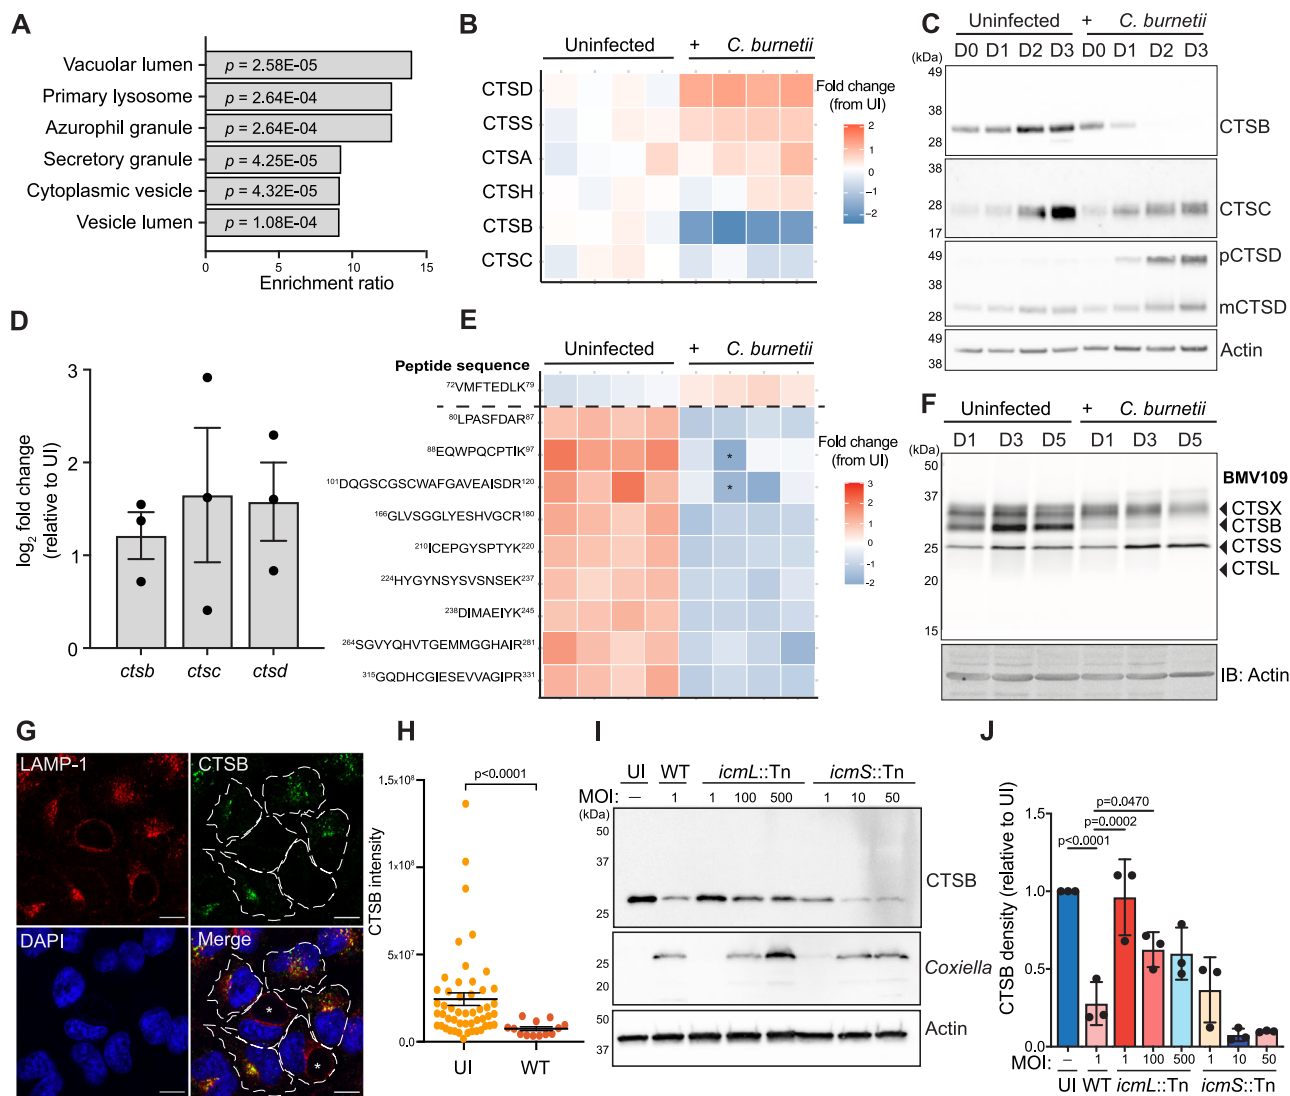 A
Vacuolar lumen
p = 2.58E-05
Primary lysosome
p = 2.64E-04
Azurophil granule
p = 2.64E-04
Secretory granule
p = 4.25E-05
Cytoplasmic vesicle
p = 4.32E-05
Vesicle lumen
p = 1.08E-04
0 5 10 15
Enrichment ratio
B
Uninfected + C. burnetii
CTSD
CTSS
CTSA
CTSH
CTSB
CTSC
Fold change
(from UI)
2
1
0
-1
-2
C
Uninfected + C. burnetii
(kDa) D0 D1 D2 D3 D0 D1 D2 D3
49
38
28
CTSB
38
28
17
CTSC
49
38
28
pCTSD
mCTSD
49
38
Actin
D
log2 fold change
(relative to UI)
3
2
1
0
ctsb ctsc ctsd
E
Uninfected + C. burnetii
Peptide sequence
72VMFTEDLK79
80LPASFDAR87
88EQWPQCPTIK97
*
101DQGSCGSCWAFGAVEAISDR120
*
166GLVSGGLYESHVGCR180
210ICEPGYSPTYK220
224HYGYNSYSVSNSEK237
238DIMAEIYK245
264SGVYQHVTGEMMGGHAIR281
315GQDHCGIESEVVAGIPR331
Fold change
(from UI)
3
2
1
0
-1
-2
F
Uninfected + C. burnetii
(kDa) D1 D3 D5 D1 D3 D5
50
37
25
20
15
BMV109
CTSX
CTSB
CTSS
CTSL
IB: Actin
G
LAMP-1
CTSB
DAPI
Merge
*
*
H
CTSB intensity
1.5x10⁸
1x10⁸
5x10⁷
0.0
p<0.0001
UI WT
I
UI WT icmL::Tn icmS::Tn
MOI: – 1 1 100 500 1 10 50
(kDa)
50
37
25
CTSB
25
20
Coxiella
50
37
Actin
J
CTSB density (relative to UI)
1.5
1.0
0.5
0.0
p=0.0470
p=0.0002
p<0.0001
MOI: – 1 1 100 500 1 10 50
UI WT icmL::Tn icmS::Tn